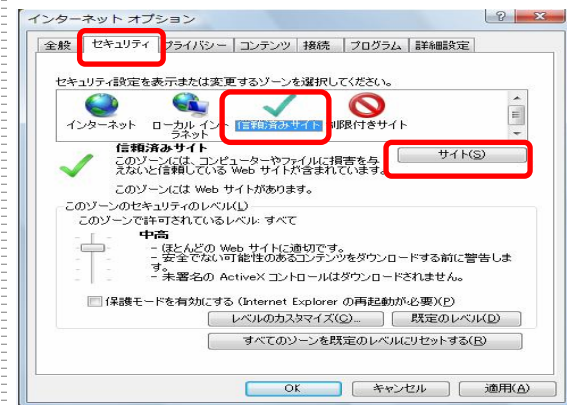 インターネット オプション
全般 セキュリティ プライバシー コンテンツ 接続 プログラム 詳細設定
セキュリティ設定を表示または変更するゾーンを選択してください。
インターネット ローカル イントラネット 信頼済みサイト 制限付きサイト
信頼済みサイト
サイト(S)
このゾーンには、コンピューターやファイルに損害を与
えないと信頼している Web サイトが含まれています。
このゾーンには Web サイトがあります。
このゾーンのセキュリティのレベル(L)
このゾーンで許可されているレベル: すべて
中高
- ほとんどの Web サイトに適切です。
- 安全でない可能性のあるコンテンツをダウンロードする前に警告しま
す。
- 未署名の ActiveX コントロールはダウンロードされません。
保護モードを有効にする (Internet Explorer の再起動が必要)(P)
レベルのカスタマイズ(C)... 既定のレベル(D)
すべてのゾーンを既定のレベルにリセットする(R)
OK キャンセル 適用(A)